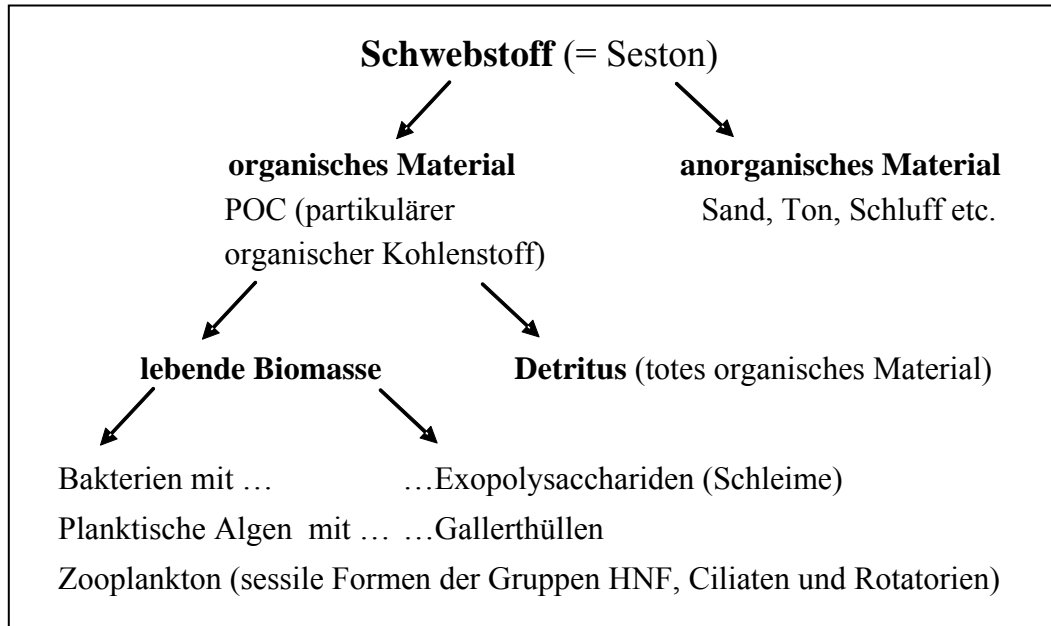 Schwebstoff (= Seston)
organisches Material
POC (partikulärer
organischer Kohlenstoff)
anorganisches Material
Sand, Ton, Schluff etc.
lebende Biomasse
Detritus (totes organisches Material)
Bakterien mit … …Exopolysacchariden (Schleime)
Planktische Algen mit … …Gallerthüllen
Zooplankton (sessile Formen der Gruppen HNF, Ciliaten und Rotatorien)